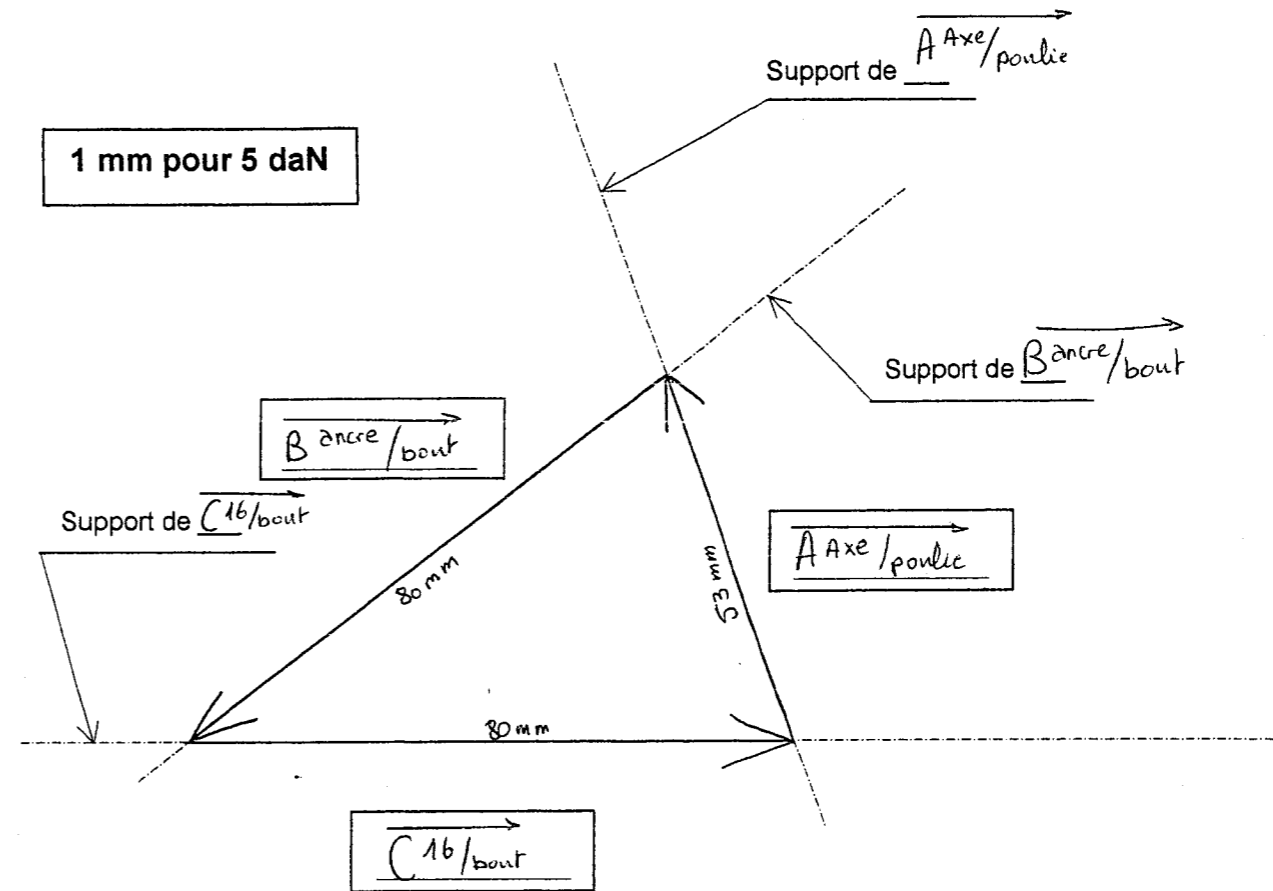 Support de A Axe/poulie
1 mm pour 5 daN
Support de B ancre/bout
B ancre/bout
Support de C 16/bout
A Axe/poulie
80 mm
53 mm
80 mm
C 16/bout